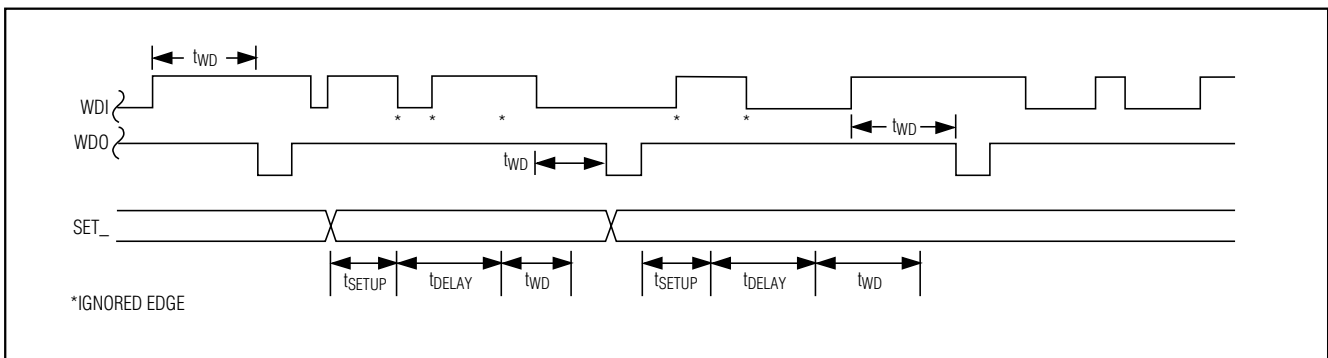 tWD
WDI
* * * * *
tWD
WDO
tWD
SET_
tSETUP tDELAY tWD tSETUP tDELAY tWD
*IGNORED EDGE